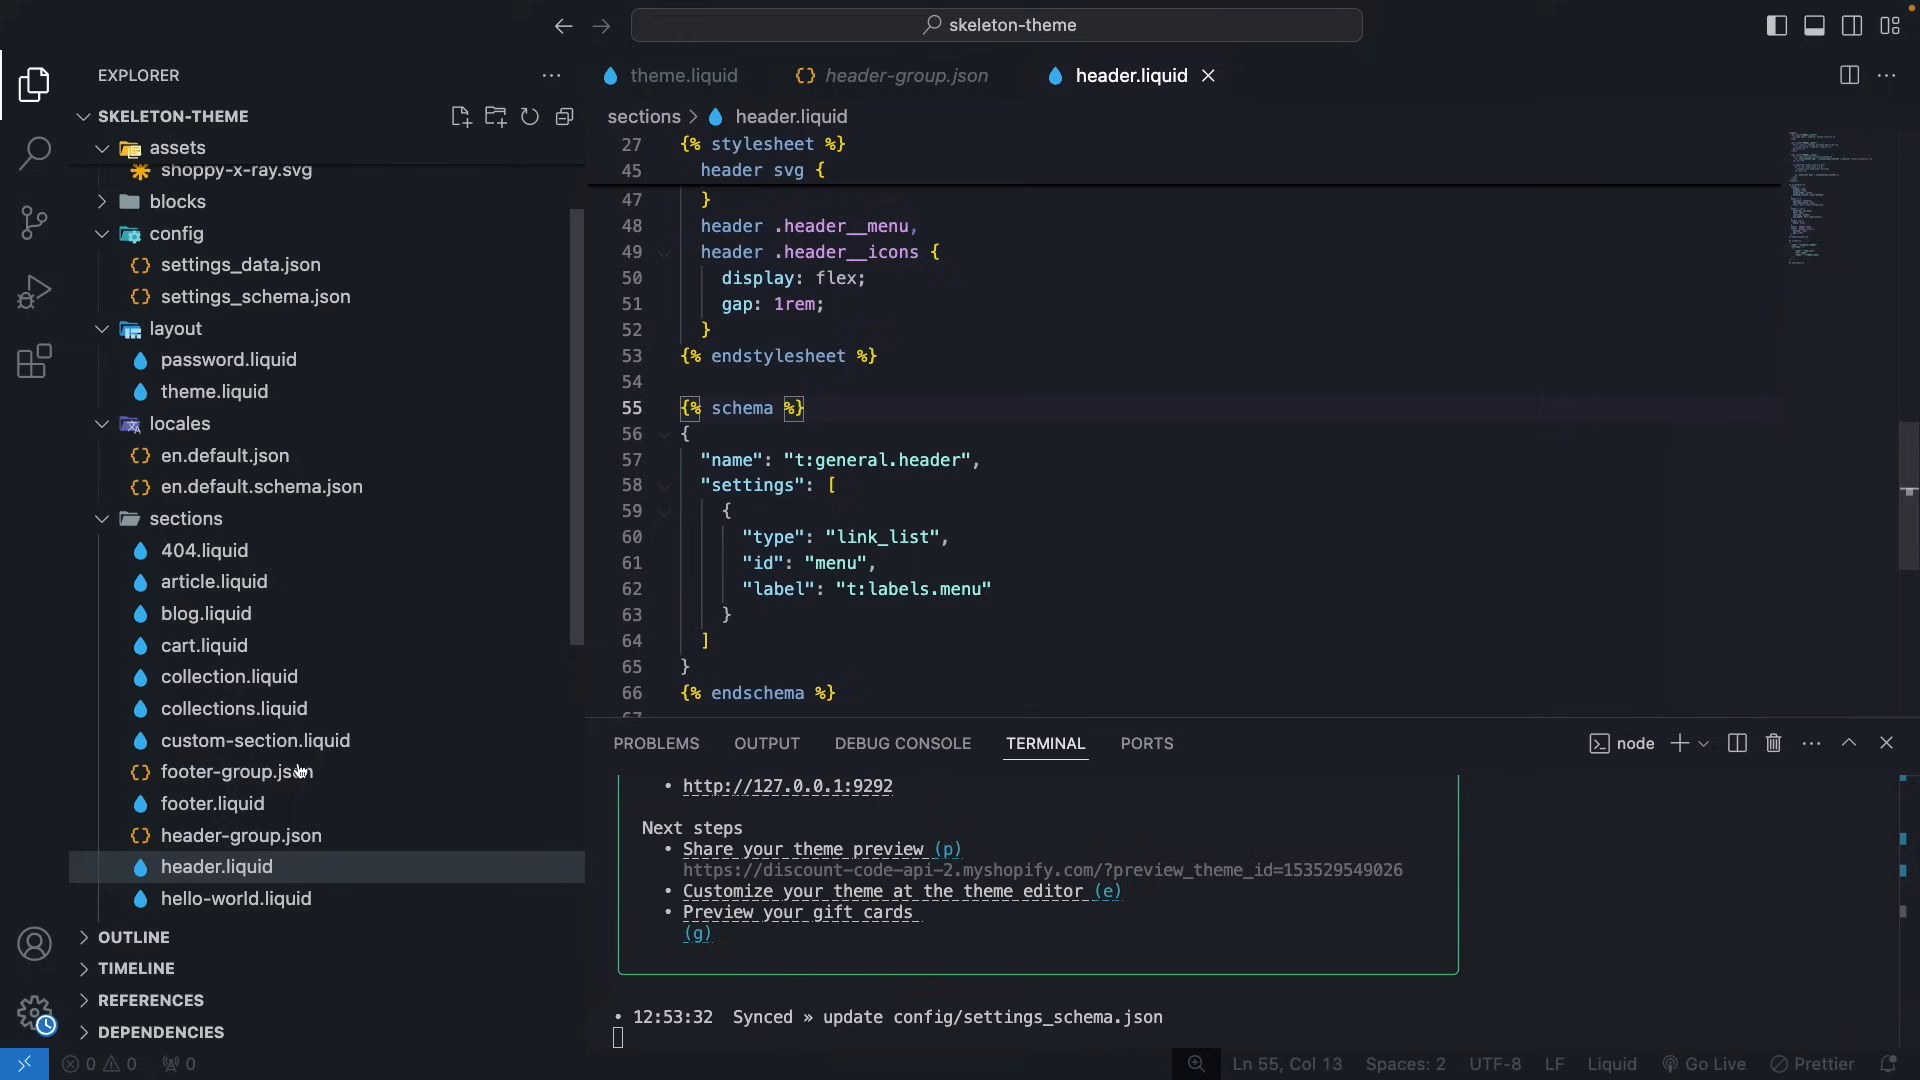 skeleton-theme
EXPLORER
SKELETON-THEME
assets
shoppy-x-ray.svg
blocks
config
settings_data.json
settings_schema.json
layout
password.liquid
theme.liquid
locales
en.default.json
en.default.schema.json
sections
404.liquid
article.liquid
blog.liquid
cart.liquid
collection.liquid
collections.liquid
custom-section.liquid
footer-group.json
footer.liquid
header-group.json
header.liquid
hello-world.liquid
OUTLINE
TIMELINE
REFERENCES
DEPENDENCIES
theme.liquid header-group.json header.liquid
sections > header.liquid
27 {% stylesheet %}
45 header svg {
47 }
48 header .header__menu,
49 header .header__icons {
50 display: flex;
51 gap: 1rem;
52 }
53 {% endstylesheet %}
54
55 {% schema %}
56 {
57 "name": "t:general.header",
58 "settings": [
59 {
60 "type": "link_list",
61 "id": "menu",
62 "label": "t:labels.menu"
63 }
64 ]
65 }
66 {% endschema %}
67
PROBLEMS OUTPUT DEBUG CONSOLE TERMINAL PORTS
node
• http://127.0.0.1:9292
Next steps
• Share your theme preview (p)
https://discount-code-api-2.myshopify.com/?preview_theme_id=153529549026
• Customize your theme at the theme editor (e)
• Preview your gift cards
(g)
• 12:53:32 Synced » update config/settings_schema.json
0 0 0
Ln 55, Col 13 Spaces: 2 UTF-8 LF Liquid Go Live Prettier